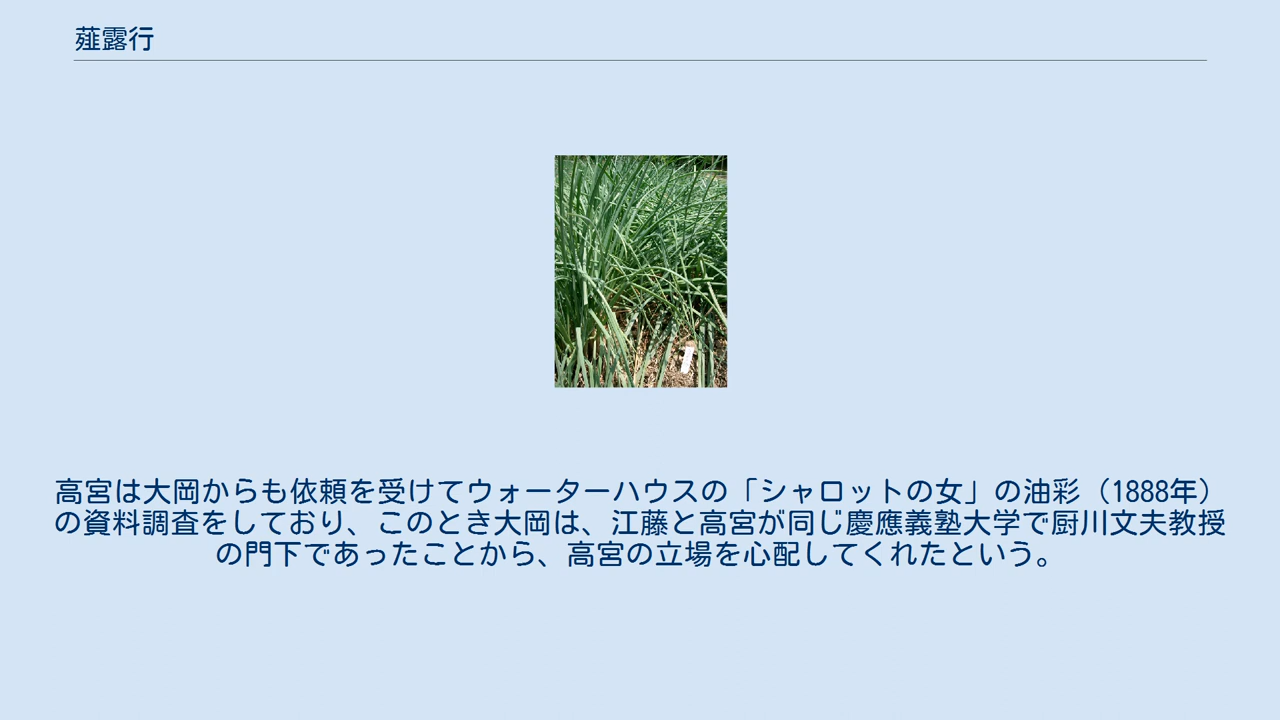 薤露行
高宮は大岡からも依頼を受けてウォーターハウスの「シャロットの女」の油彩（1888年）
の資料調査をしており、このとき大岡は、江藤と高宮が同じ慶應義塾大学で厨川文夫教授
の門下であったことから、高宮の立場を心配してくれたという。